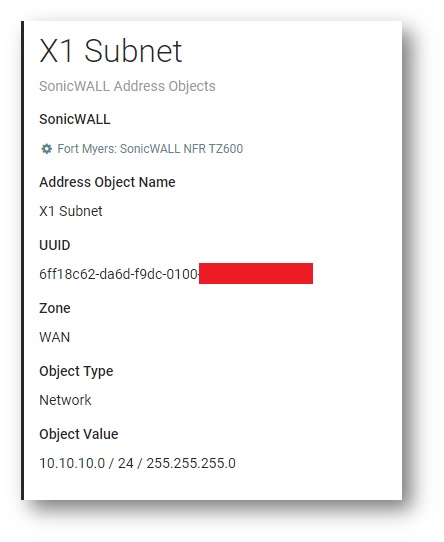 X1 Subnet
SonicWALL Address Objects
SonicWALL
Fort Myers: SonicWALL NFR TZ600
Address Object Name
X1 Subnet
UUID
6ff18c62-da6d-f9dc-0100-
Zone
WAN
Object Type
Network
Object Value
10.10.10.0 / 24 / 255.255.255.0